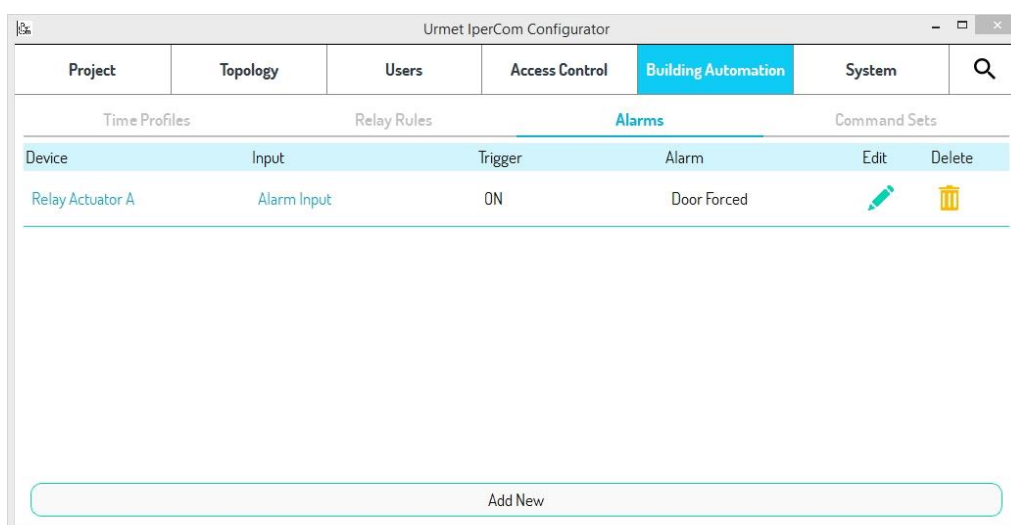 Urmet IperCom Configurator
Project Topology Users Access Control Building Automation System
Time Profiles Relay Rules Alarms Command Sets
Device Input Trigger Alarm Edit Delete
Relay Actuator A Alarm Input ON Door Forced
Add New